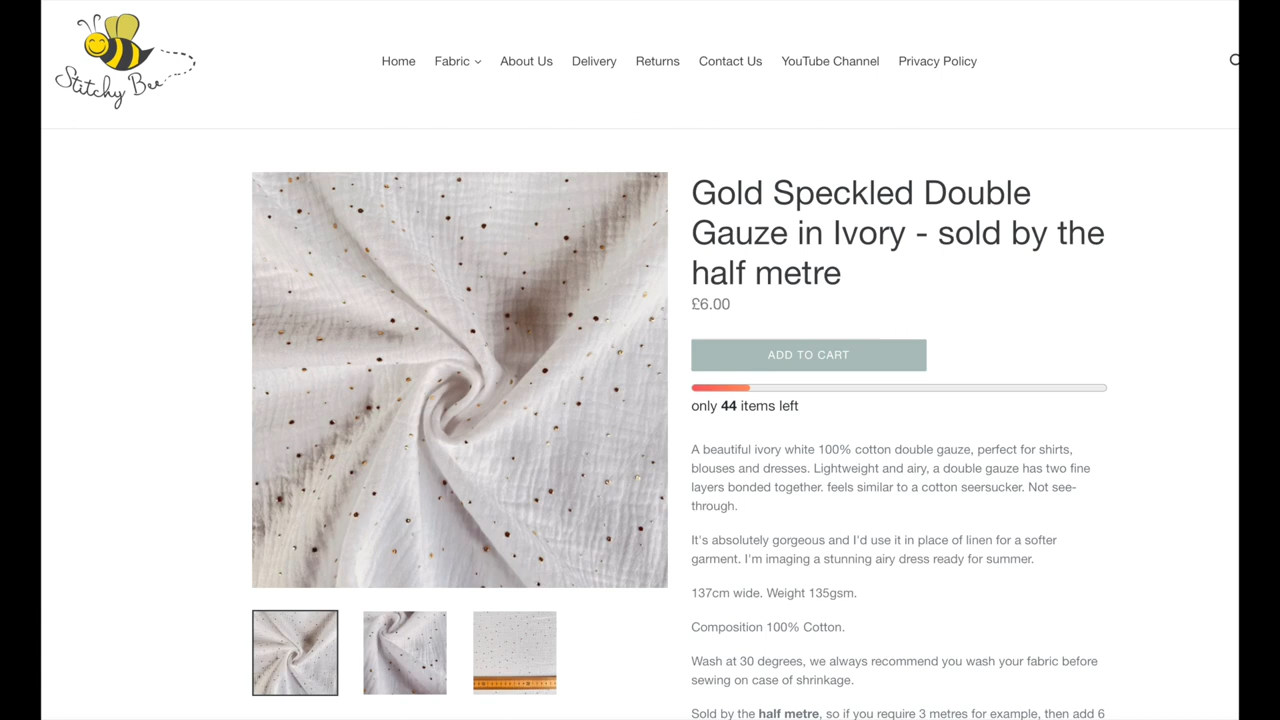 Stitchy Bee
Home Fabric About Us Delivery Returns Contact Us YouTube Channel Privacy Policy
Gold Speckled Double
Gauze in Ivory - sold by the
half metre
£6.00
ADD TO CART
only 44 items left
A beautiful ivory white 100% cotton double gauze, perfect for shirts,
blouses and dresses. Lightweight and airy, a double gauze has two fine
layers bonded together. feels similar to a cotton seersucker. Not see-
through.
It's absolutely gorgeous and I'd use it in place of linen for a softer
garment. I'm imaging a stunning airy dress ready for summer.
137cm wide. Weight 135gsm.
Composition 100% Cotton.
Wash at 30 degrees, we always recommend you wash your fabric before
sewing on case of shrinkage.
Sold by the half metre, so if you require 3 metres for example, then add 6